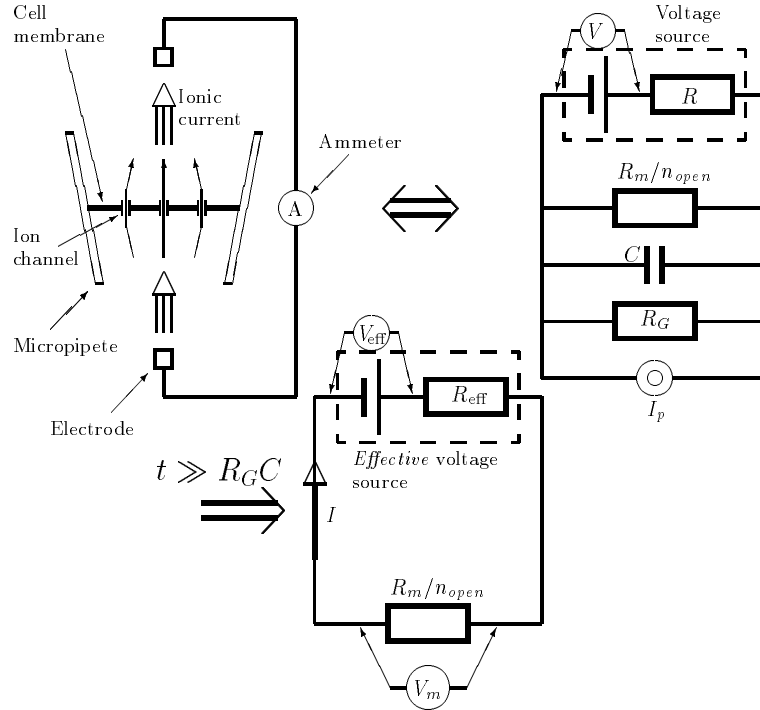 Cell
membrane
Ionic
current
Ammeter
A
Ion
channel
Micropipete
Electrode
Voltage
source
V
R
R_m/n_open
C
R_G
I_p
V_eff
R_eff
Effective voltage
source
t ≫ R_G C
I
R_m/n_open
V_m